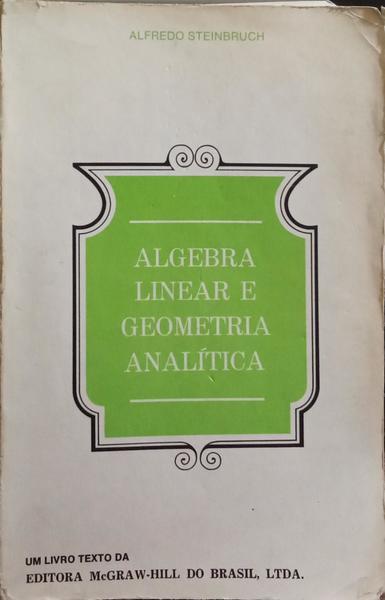 ALFREDO STEINBRUCH
ALGEBRA
LINEAR E
GEOMETRIA
ANALÍTICA
UM LIVRO TEXTO DA
EDITORA McGRAW-HILL DO BRASIL, LTDA.